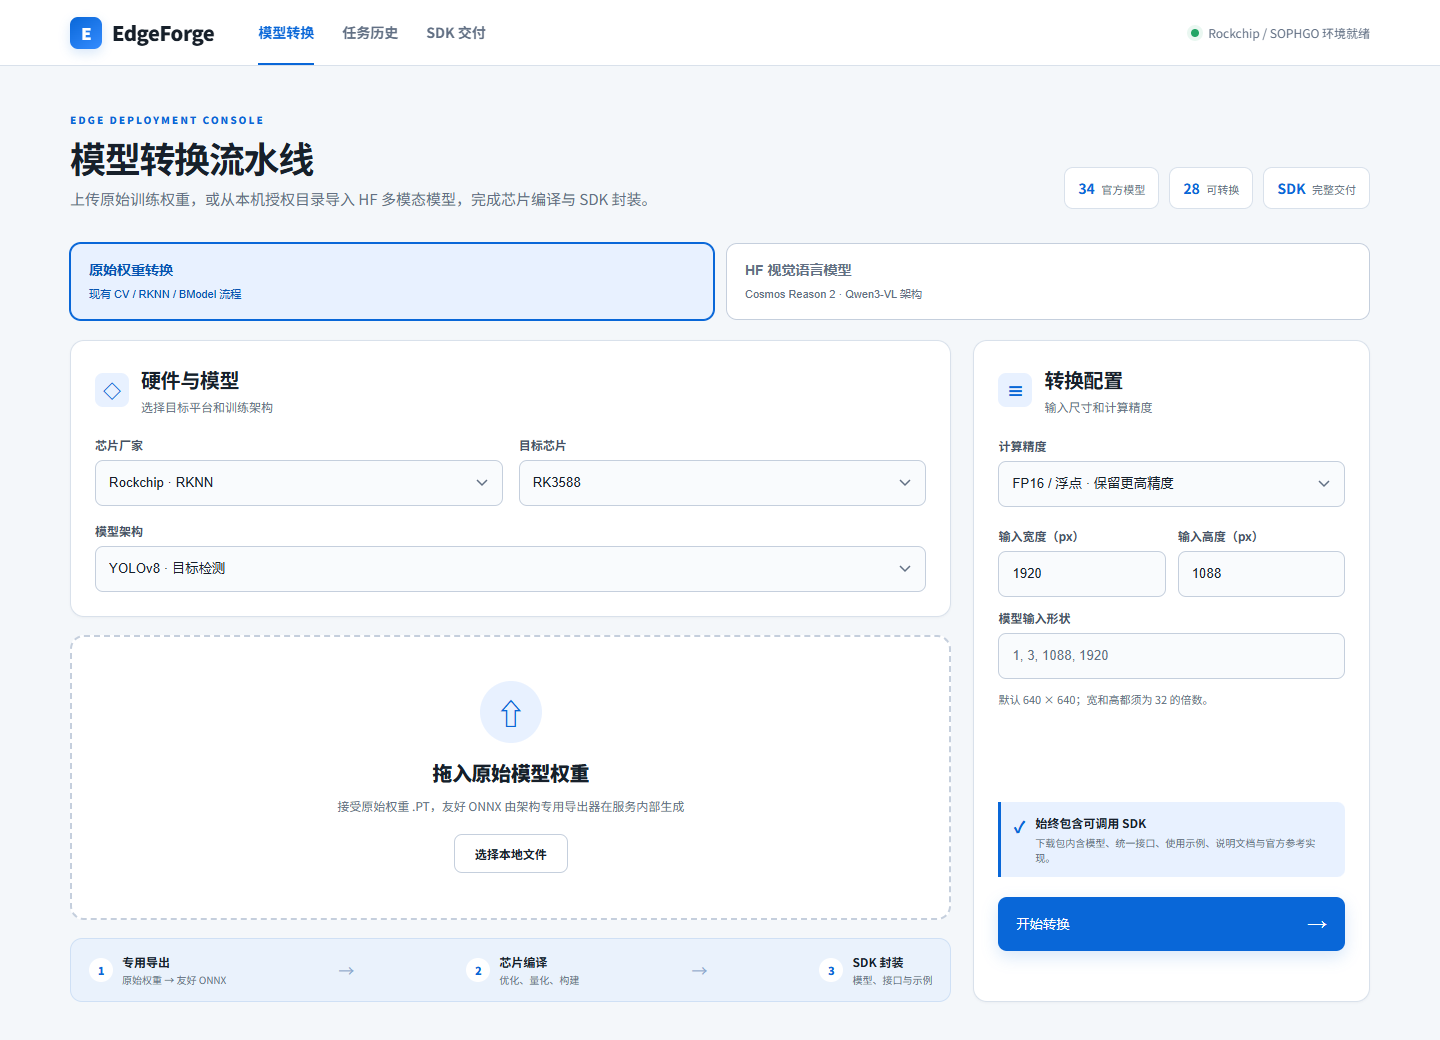 E EdgeForge 模型转换 任务历史 SDK 交付 Rockchip / SOPHGO 环境就绪
EDGE DEPLOYMENT CONSOLE
模型转换流水线
上传原始训练权重，或从本机授权目录导入 HF 多模态模型，完成芯片编译与 SDK 封装。
34 官方模型 28 可转换 SDK 完整交付
原始权重转换
现有 CV / RKNN / BModel 流程
HF 视觉语言模型
Cosmos Reason 2 · Qwen3-VL 架构
硬件与模型
选择目标平台和训练架构
芯片厂家
Rockchip · RKNN
目标芯片
RK3588
模型架构
YOLOv8 · 目标检测
拖入原始模型权重
接受原始权重 .PT，友好 ONNX 由架构专用导出器在服务内部生成
选择本地文件
1 专用导出
原始权重 → 友好 ONNX
→
2 芯片编译
优化、量化、构建
→
3 SDK 封装
模型、接口与示例
转换配置
输入尺寸和计算精度
计算精度
FP16 / 浮点 · 保留更高精度
输入宽度（px）
1920
输入高度（px）
1088
模型输入形状
1, 3, 1088, 1920
默认 640 × 640；宽和高都须为 32 的倍数。
✓ 始终包含可调用 SDK
下载包内含模型、统一接口、使用示例、说明文档与官方参考实
现。
开始转换 →